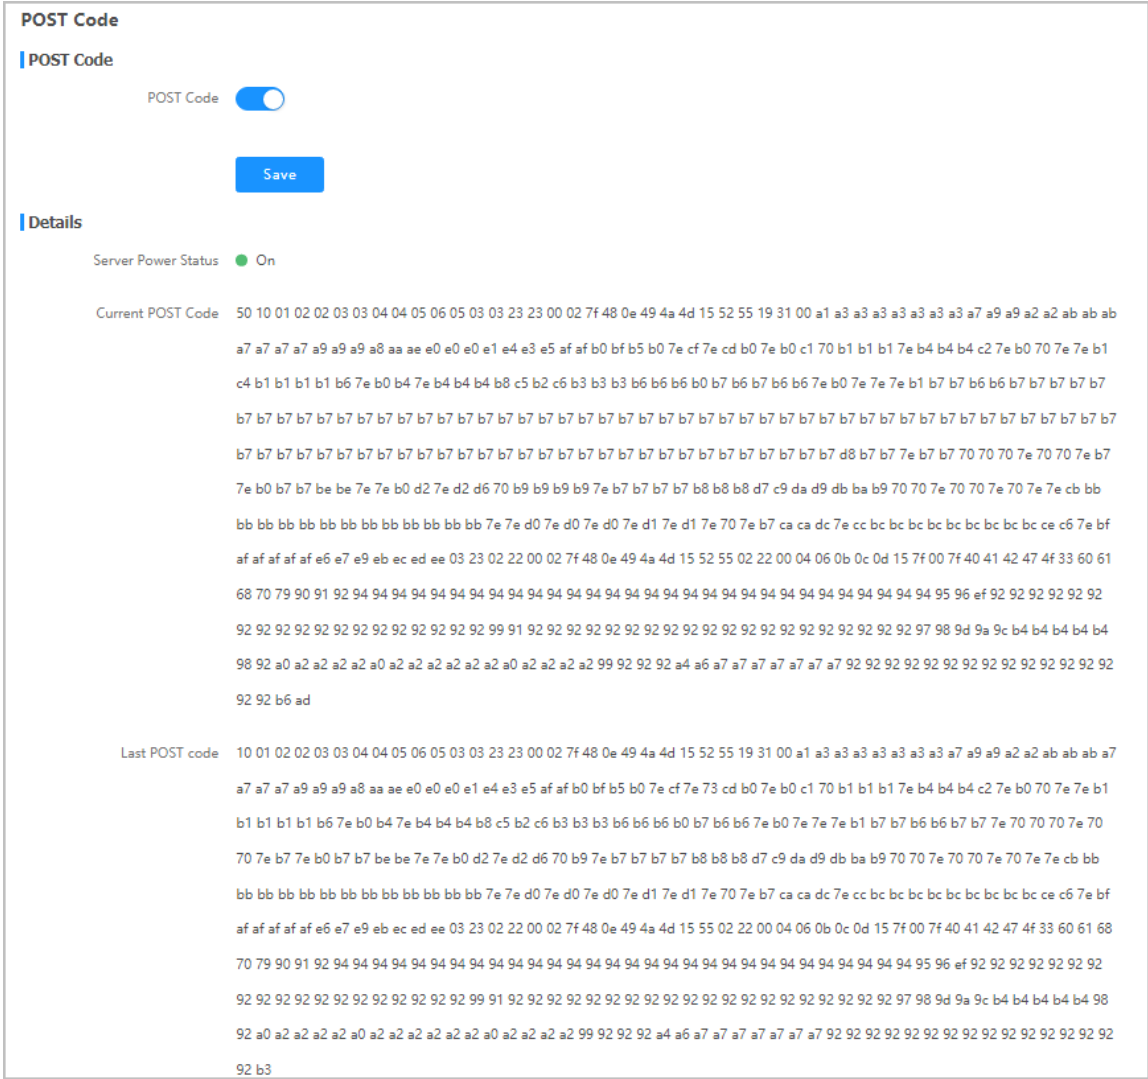 POST Code
POST Code
POST Code
Save
Details
Server Power Status On
Current POST Code 50 10 01 02 02 03 03 04 04 05 06 05 03 03 23 23 00 02 7f 48 0e 49 4a 4d 15 52 55 19 31 00 a1 a3 a3 a3 a3 a3 a3 a3 a7 a9 a9 a2 a2 ab ab ab
a7 a7 a7 a7 a9 a9 a9 a8 aa ae e0 e0 e0 e1 e4 e3 e5 af af b0 bf b5 b0 7e cf 7e cd b0 7e b0 c1 70 b1 b1 b1 7e b4 b4 b4 c2 7e b0 70 7e 7e b1
c4 b1 b1 b1 b1 b6 7e b0 b4 7e b4 b4 b4 b8 c5 b2 c6 b3 b3 b3 b6 b6 b6 b0 b7 b6 b7 b6 b6 7e b0 7e 7e 7e b1 b7 b7 b6 b6 b7 b7 b7 b7 b7
b7 b7 b7 b7 b7 b7 b7 b7 b7 b7 b7 b7 b7 b7 b7 b7 b7 b7 b7 b7 b7 b7 b7 b7 b7 b7 b7 b7 b7 b7 b7 b7 b7 b7 b7 b7 b7 b7 b7 b7 b7 b7 b7 b7
b7 b7 b7 b7 b7 b7 b7 b7 b7 b7 b7 b7 b7 b7 b7 b7 b7 b7 b7 b7 b7 b7 b7 b7 b7 b7 b7 b7 b7 b7 d8 b7 b7 7e b7 b7 70 70 70 7e 70 70 7e b7
7e b0 b7 b7 be be 7e 7e b0 d2 7e d2 d6 70 b9 b9 b9 b9 7e b7 b7 b7 b7 b8 b8 b8 d7 c9 da d9 db ba b9 70 70 7e 70 70 7e 70 7e 7e cb bb
bb bb bb bb bb bb bb bb bb bb bb bb 7e 7e d0 7e d0 7e d0 7e d1 7e d1 7e 70 7e b7 ca ca dc 7e cc bc bc bc bc bc bc bc bc bc ce c6 7e bf
af af af af af e6 e7 e9 eb ec ed ee 03 23 02 22 00 02 7f 48 0e 49 4a 4d 15 52 55 02 22 00 04 06 0b 0c 0d 15 7f 00 7f 40 41 42 47 4f 33 60 61
68 70 79 90 91 92 94 94 94 94 94 94 94 94 94 94 94 94 94 94 94 94 94 94 94 94 94 94 94 94 94 94 94 94 94 94 95 96 ef 92 92 92 92 92 92
92 92 92 92 92 92 92 92 92 92 92 92 92 99 91 92 92 92 92 92 92 92 92 92 92 92 92 92 92 92 92 92 92 92 92 97 98 9d 9a 9c b4 b4 b4 b4 b4
98 92 a0 a2 a2 a2 a2 a0 a2 a2 a2 a2 a2 a2 a0 a2 a2 a2 a2 99 92 92 92 a4 a6 a7 a7 a7 a7 a7 a7 a7 92 92 92 92 92 92 92 92 92 92 92 92 92 92
92 92 b6 ad
Last POST code 10 01 02 02 03 03 04 04 05 06 05 03 03 23 23 00 02 7f 48 0e 49 4a 4d 15 52 55 19 31 00 a1 a3 a3 a3 a3 a3 a3 a3 a7 a9 a9 a2 a2 ab ab ab a7
a7 a7 a7 a9 a9 a9 a8 aa ae e0 e0 e0 e1 e4 e3 e5 af af b0 bf b5 b0 7e cf 7e 73 cd b0 7e b0 c1 70 b1 b1 b1 7e b4 b4 b4 c2 7e b0 70 7e 7e b1
b1 b1 b1 b1 b6 7e b0 b4 7e b4 b4 b4 b8 c5 b2 c6 b3 b3 b3 b6 b6 b6 b0 b7 b6 b6 7e b0 7e 7e 7e b1 b7 b7 b6 b6 b7 b7 7e 70 70 70 7e 70
70 7e b7 7e b0 b7 b7 be be 7e 7e b0 d2 7e d2 d6 70 b9 7e b7 b7 b7 b7 b8 b8 b8 d7 c9 da d9 db ba b9 70 70 7e 70 70 7e 70 7e 7e cb bb
bb bb bb bb bb bb bb bb bb bb bb bb 7e 7e d0 7e d0 7e d0 7e d1 7e d1 7e 70 7e b7 ca ca dc 7e cc bc bc bc bc bc bc bc bc bc ce c6 7e bf
af af af af af e6 e7 e9 eb ec ed ee 03 23 02 22 00 02 7f 48 0e 49 4a 4d 15 55 02 22 00 04 06 0b 0c 0d 15 7f 00 7f 40 41 42 47 4f 33 60 61 68
70 79 90 91 92 94 94 94 94 94 94 94 94 94 94 94 94 94 94 94 94 94 94 94 94 94 94 94 94 94 94 94 94 94 94 95 96 ef 92 92 92 92 92 92 92
92 92 92 92 92 92 92 92 92 92 92 92 99 91 92 92 92 92 92 92 92 92 92 92 92 92 92 92 92 92 92 92 92 92 97 98 9d 9a 9c b4 b4 b4 b4 b4 98
92 a0 a2 a2 a2 a2 a0 a2 a2 a2 a2 a2 a2 a0 a2 a2 a2 a2 99 92 92 92 a4 a6 a7 a7 a7 a7 a7 a7 a7 92 92 92 92 92 92 92 92 92 92 92 92 92 92 92
92 b3